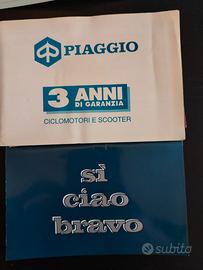 PIAGGIO
3 ANNI
DI GARANZIA
CICLOMOTORI E SCOOTER
sì
ciao
bravo
subito